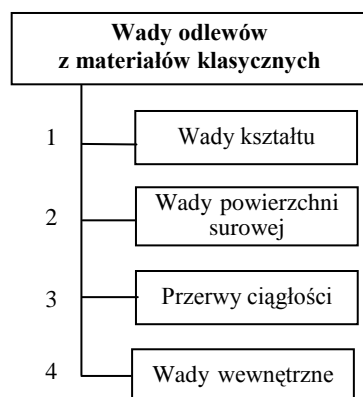 Wady odlewów
z materiałów klasycznych
1
Wady kształtu
2
Wady powierzchni
surowej
3
Przerwy ciągłości
4
Wady wewnętrzne